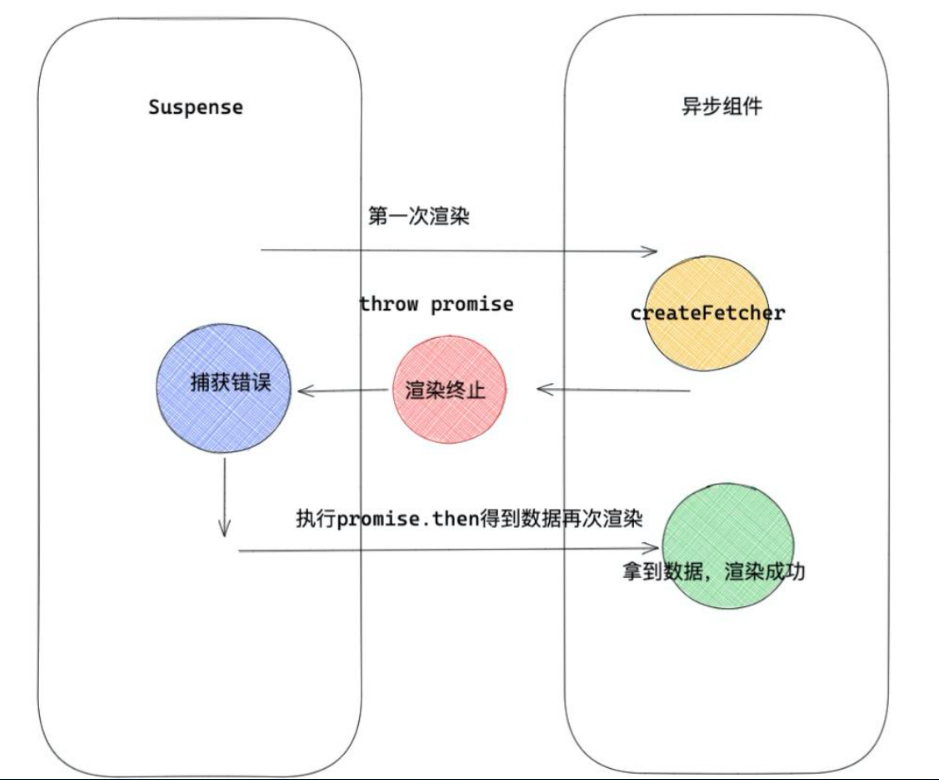 Suspense
异步组件
第一次渲染
throw promise
createFetcher
捕获错误
渲染终止
执行promise.then得到数据再次渲染
拿到数据，渲染成功